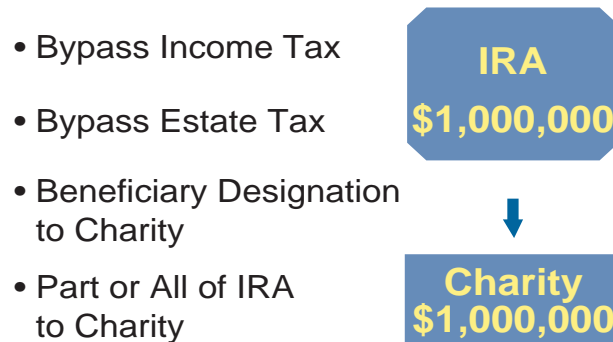 • Bypass Income Tax
• Bypass Estate Tax
• Beneficiary Designation
to Charity
• Part or All of IRA
to Charity
IRA
$1,000,000
Charity
$1,000,000